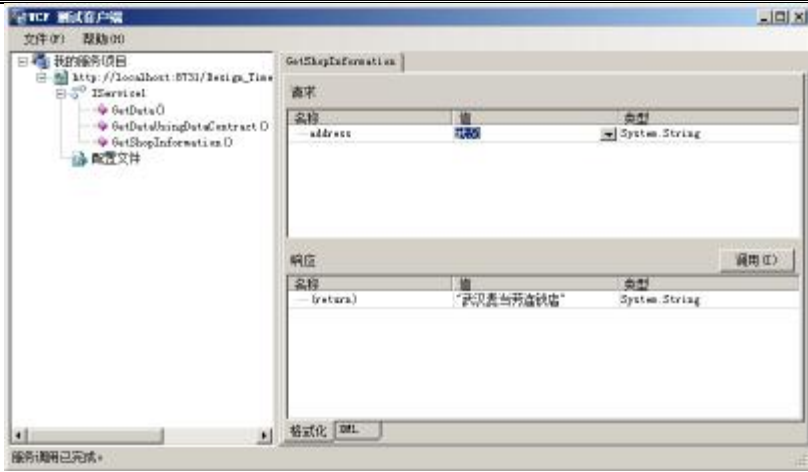 WCF 测试客户端
文件(F) 帮助(H)
我的服务项目
http://localhost:8731/Design_Time
IService1
GetData()
GetDataUsingDataContract()
GetShopInformation()
配置文件
GetShopInformation
请求
名称 值 类型
address System.String
响应
调用(I)
名称 值 类型
(return) "武汉麦当劳连锁店" System.String
格式化 XML
服务调用已完成。